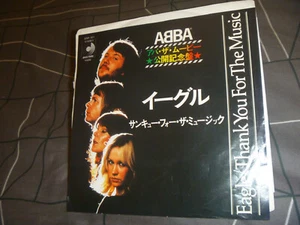 ABBA
アバ・ザ・ムービー
★公開記念盤★
イーグル
サンキュー・フォー・ザ・ミュージック
Eagle/Thank You For The Music